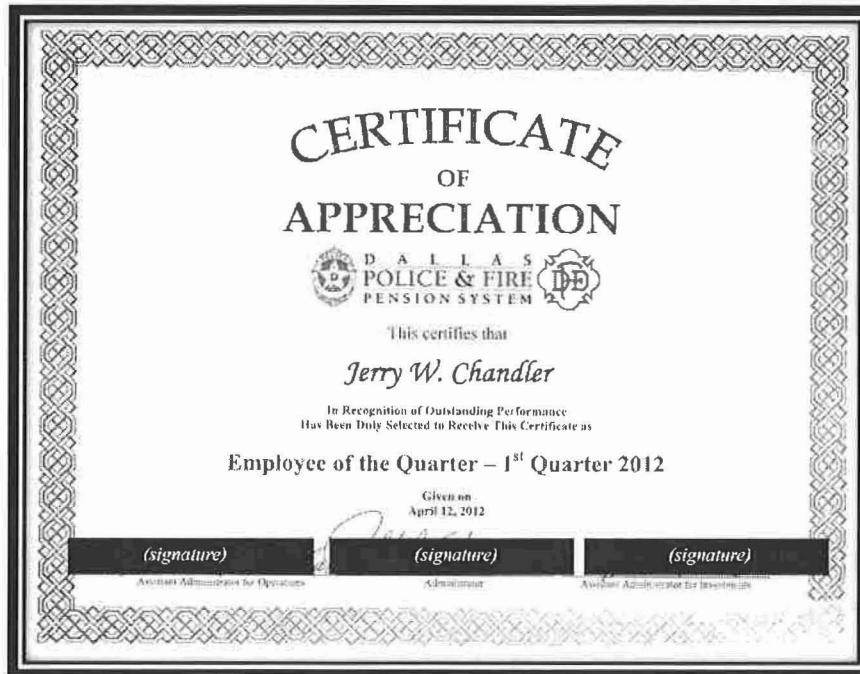 CERTIFICATE
OF
APPRECIATION
DALLAS
POLICE & FIRE
PENSION SYSTEM
D
DFD
This certifies that
Jerry W. Chandler
In Recognition of Outstanding Performance
Has Been Duly Selected to Receive This Certificate as
Employee of the Quarter – 1st Quarter 2012
Given on
April 12, 2012
(signature) (signature) (signature)
Assistant Administrator for Operations Administrator Assistant Administrator for Investments